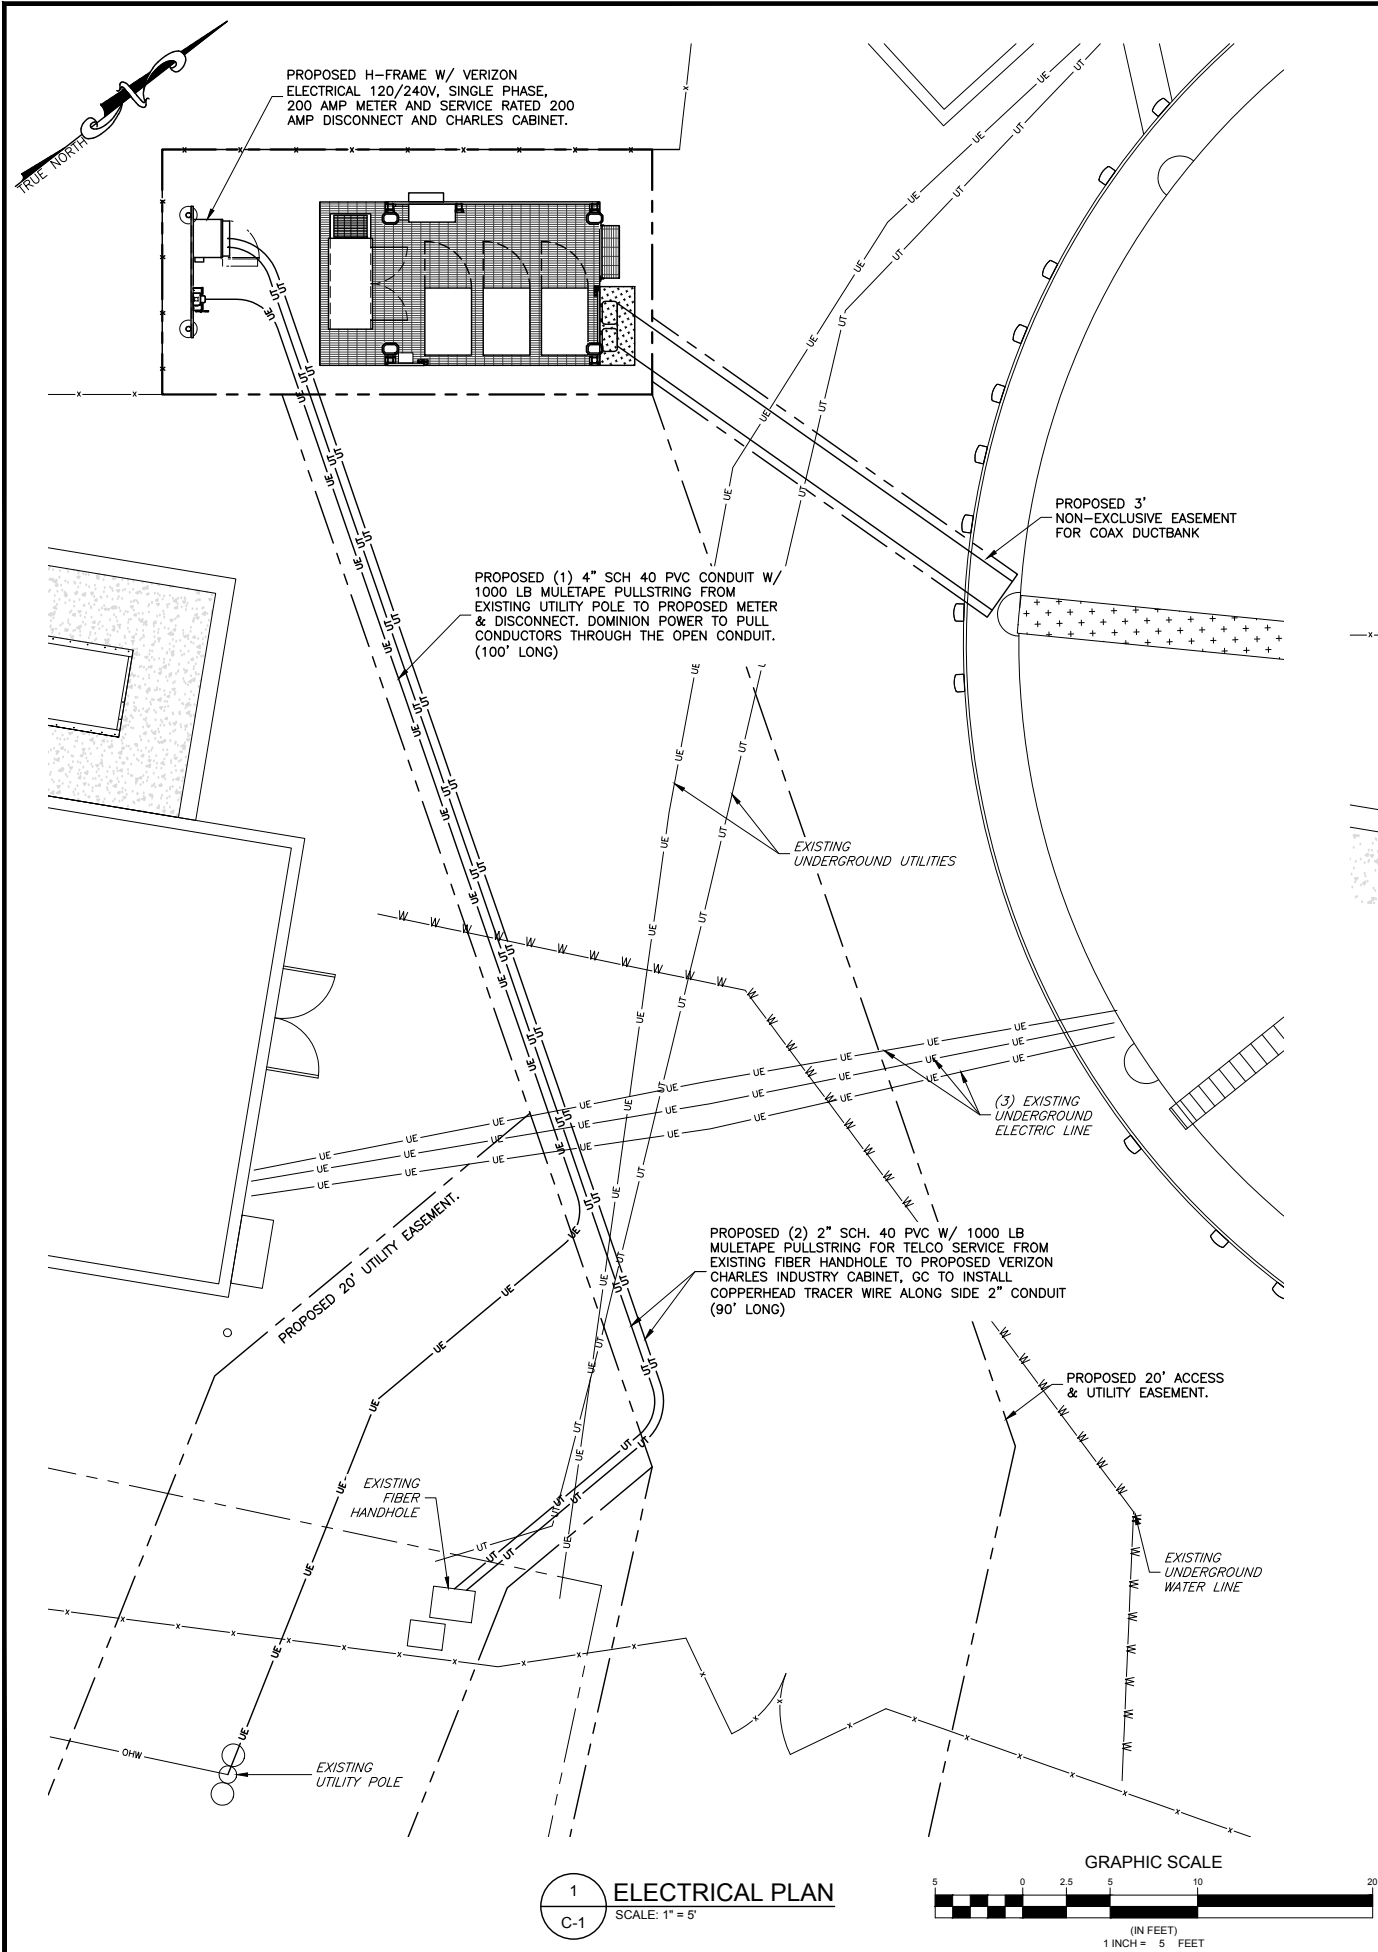 PROPOSED H-FRAME W/ VERIZON
ELECTRICAL 120/240V, SINGLE PHASE,
200 AMP METER AND SERVICE RATED 200
AMP DISCONNECT AND CHARLES CABINET.
TRUE NORTH
PROPOSED 3'
NON-EXCLUSIVE EASEMENT
FOR COAX DUCTBANK
PROPOSED (1) 4" SCH 40 PVC CONDUIT W/
1000 LB MULETAPE PULLSTRING FROM
EXISTING UTILITY POLE TO PROPOSED METER
& DISCONNECT. DOMINION POWER TO PULL
CONDUCTORS THROUGH THE OPEN CONDUIT.
(100' LONG)
EXISTING
UNDERGROUND UTILITIES
(3) EXISTING
UNDERGROUND
ELECTRIC LINE
PROPOSED 20' UTILITY EASEMENT.
PROPOSED (2) 2" SCH. 40 PVC W/ 1000 LB
MULETAPE PULLSTRING FOR TELCO SERVICE FROM
EXISTING FIBER HANDHOLE TO PROPOSED VERIZON
CHARLES INDUSTRY CABINET, GC TO INSTALL
COPPERHEAD TRACER WIRE ALONG SIDE 2" CONDUIT
(90' LONG)
PROPOSED 20' ACCESS
& UTILITY EASEMENT.
EXISTING
FIBER
HANDHOLE
EXISTING
UNDERGROUND
WATER LINE
OHW
EXISTING
UTILITY POLE
1
C-1
ELECTRICAL PLAN
SCALE: 1" = 5'
GRAPHIC SCALE
5 0 2.5 5 10 20
(IN FEET)
1 INCH = 5 FEET